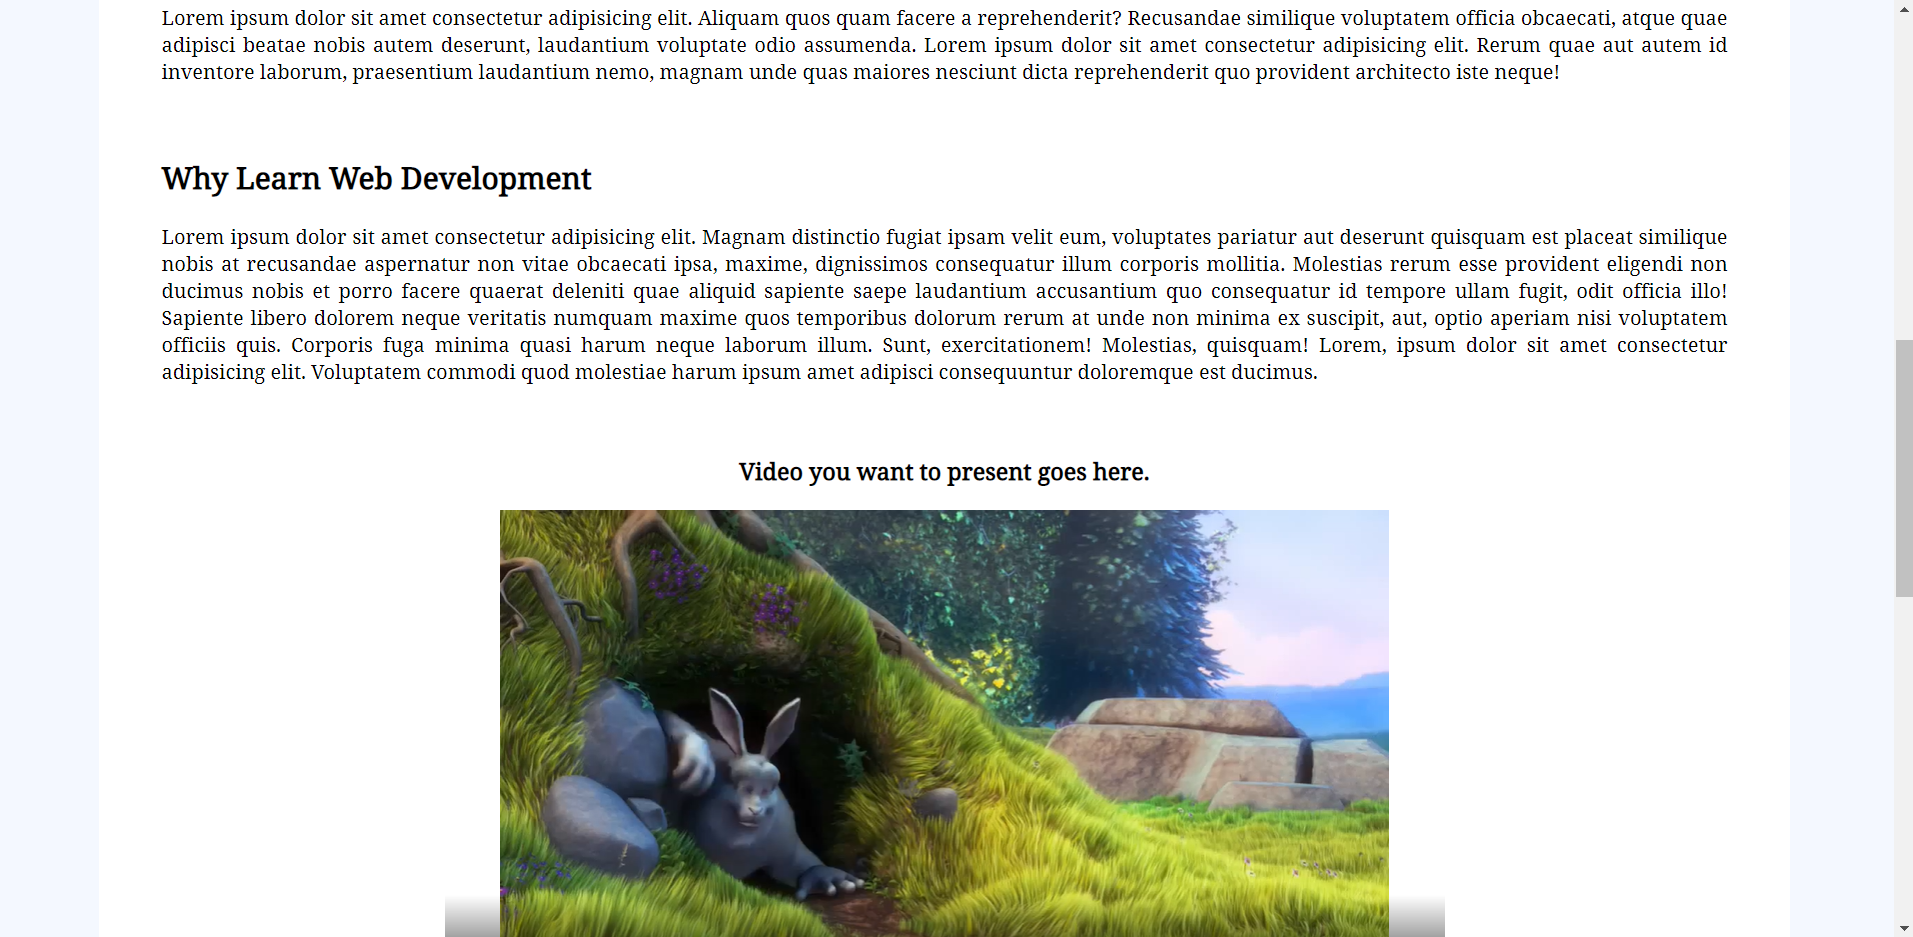 Lorem ipsum dolor sit amet consectetur adipisicing elit. Aliquam quos quam facere a reprehenderit? Recusandae similique voluptatem officia obcaecati, atque quae
adipisci beatae nobis autem deserunt, laudantium voluptate odio assumenda. Lorem ipsum dolor sit amet consectetur adipisicing elit. Rerum quae aut autem id
inventore laborum, praesentium laudantium nemo, magnam unde quas maiores nesciunt dicta reprehenderit quo provident architecto iste neque!
Why Learn Web Development
Lorem ipsum dolor sit amet consectetur adipisicing elit. Magnam distinctio fugiat ipsam velit eum, voluptates pariatur aut deserunt quisquam est placeat similique
nobis at recusandae aspernatur non vitae obcaecati ipsa, maxime, dignissimos consequatur illum corporis mollitia. Molestias rerum esse provident eligendi non
ducimus nobis et porro facere quaerat deleniti quae aliquid sapiente saepe laudantium accusantium quo consequatur id tempore ullam fugit, odit officia illo!
Sapiente libero dolorem neque veritatis numquam maxime quos temporibus dolorum rerum at unde non minima ex suscipit, aut, optio aperiam nisi voluptatem
officiis quis. Corporis fuga minima quasi harum neque laborum illum. Sunt, exercitationem! Molestias, quisquam! Lorem, ipsum dolor sit amet consectetur
adipisicing elit. Voluptatem commodi quod molestiae harum ipsum amet adipisci consequuntur doloremque est ducimus.
Video you want to present goes here.